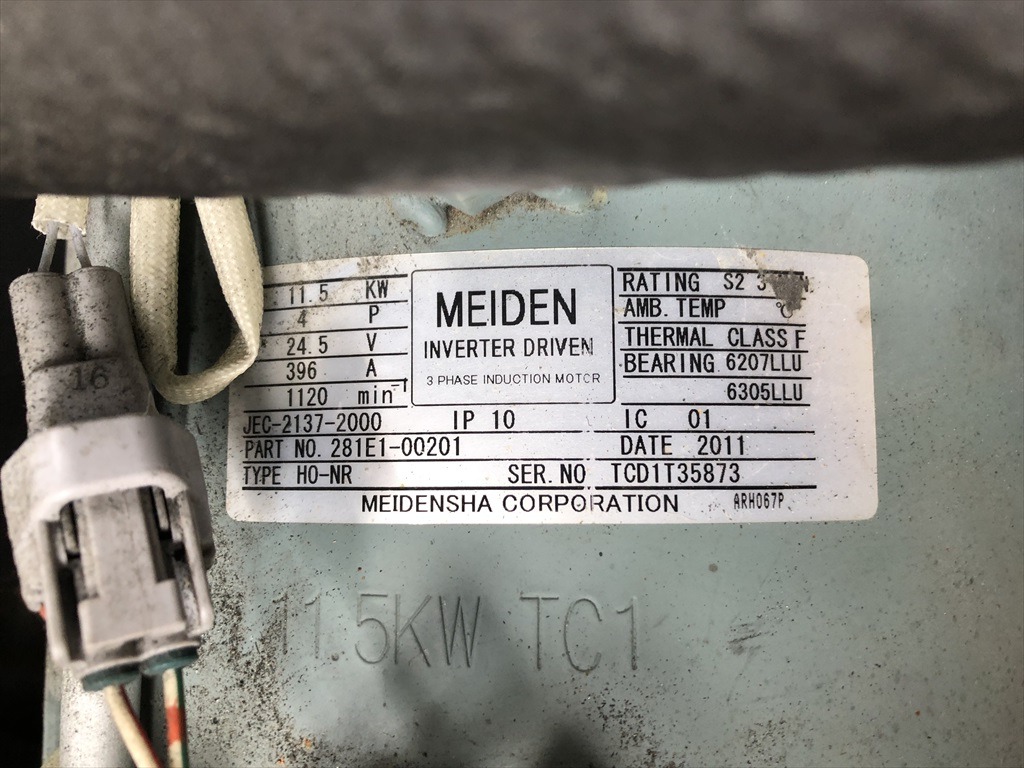 11.5 KW
4 P
24.5 V
396 A
1120 min⁻¹
MEIDEN
INVERTER DRIVEN
3 PHASE INDUCTION MOTOR
RATING S2
AMB. TEMP ℃
THERMAL CLASS F
BEARING 6207LLU
6305LLU
JEC-2137-2000 IP 10 IC 01
PART NO. 281E1-00201 DATE 2011
TYPE HO-NR SER. NO TCD1T35873
MEIDENSHA CORPORATION ARH067P
16
11.5KW TC1